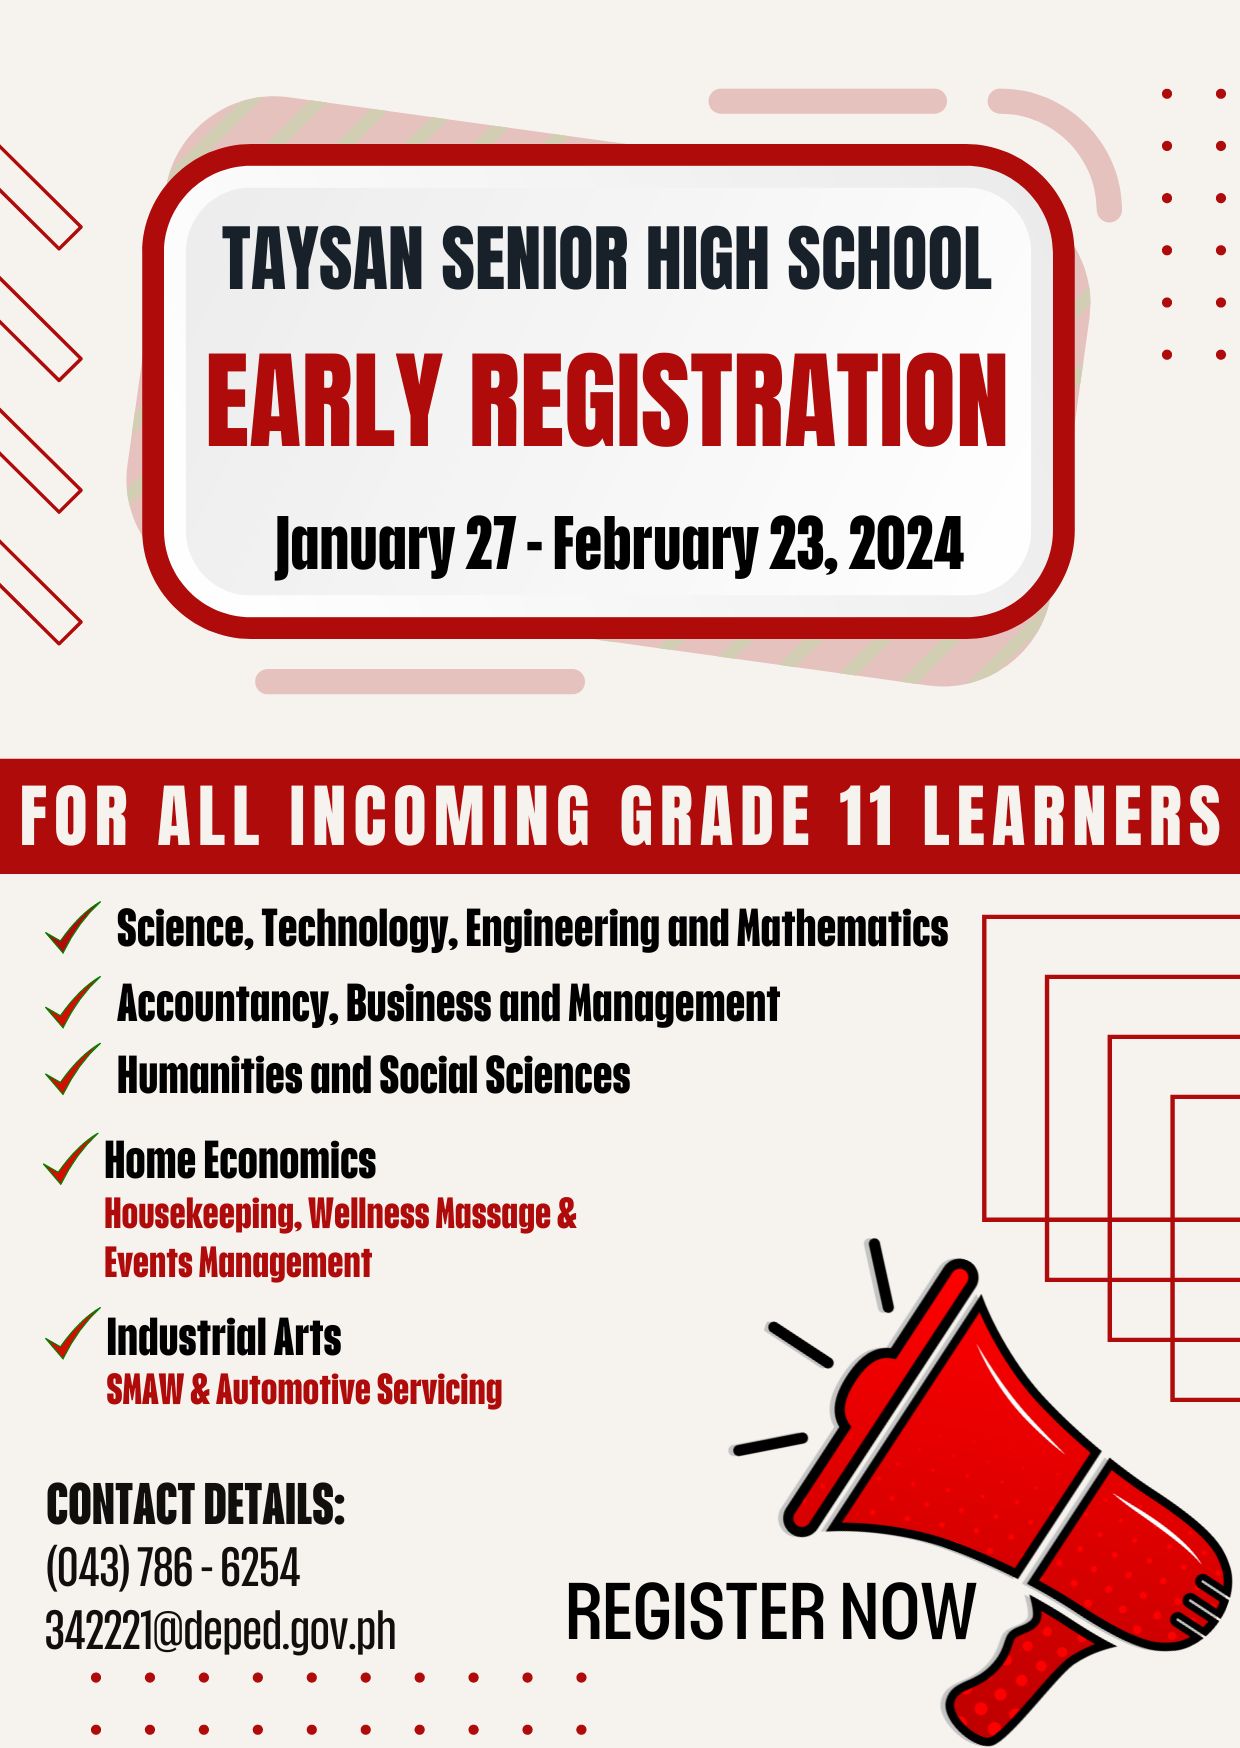 TAYSAN SENIOR HIGH SCHOOL
EARLY REGISTRATION
January 27 - February 23, 2024
FOR ALL INCOMING GRADE 11 LEARNERS
Science, Technology, Engineering and Mathematics
Accountancy, Business and Management
Humanities and Social Sciences
Home Economics
Housekeeping, Wellness Massage &
Events Management
Industrial Arts
SMAW & Automotive Servicing
CONTACT DETAILS:
(043) 786 - 6254
342221@deped.gov.ph
REGISTER NOW